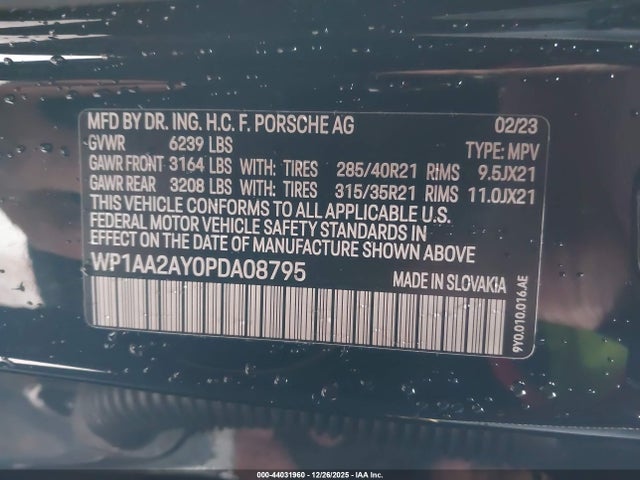 MFD BY DR. ING. H.C. F. PORSCHE AG 02/23
GVWR 6239 LBS TYPE: MPV
GAWR FRONT 3164 LBS WITH: TIRES 285/40R21 RIMS 9.5JX21
GAWR REAR 3208 LBS WITH: TIRES 315/35R21 RIMS 11.0JX21
THIS VEHICLE CONFORMS TO ALL APPLICABLE U.S.
FEDERAL MOTOR VEHICLE SAFETY STANDARDS IN
EFFECT ON THE DATE OF MANUFACTURE SHOWN ABOVE
WP1AA2AY0PDA08795 MADE IN SLOVAKIA
9Y0.010.016.AE
000-44031960 - 12/26/2025 - IAA Inc.